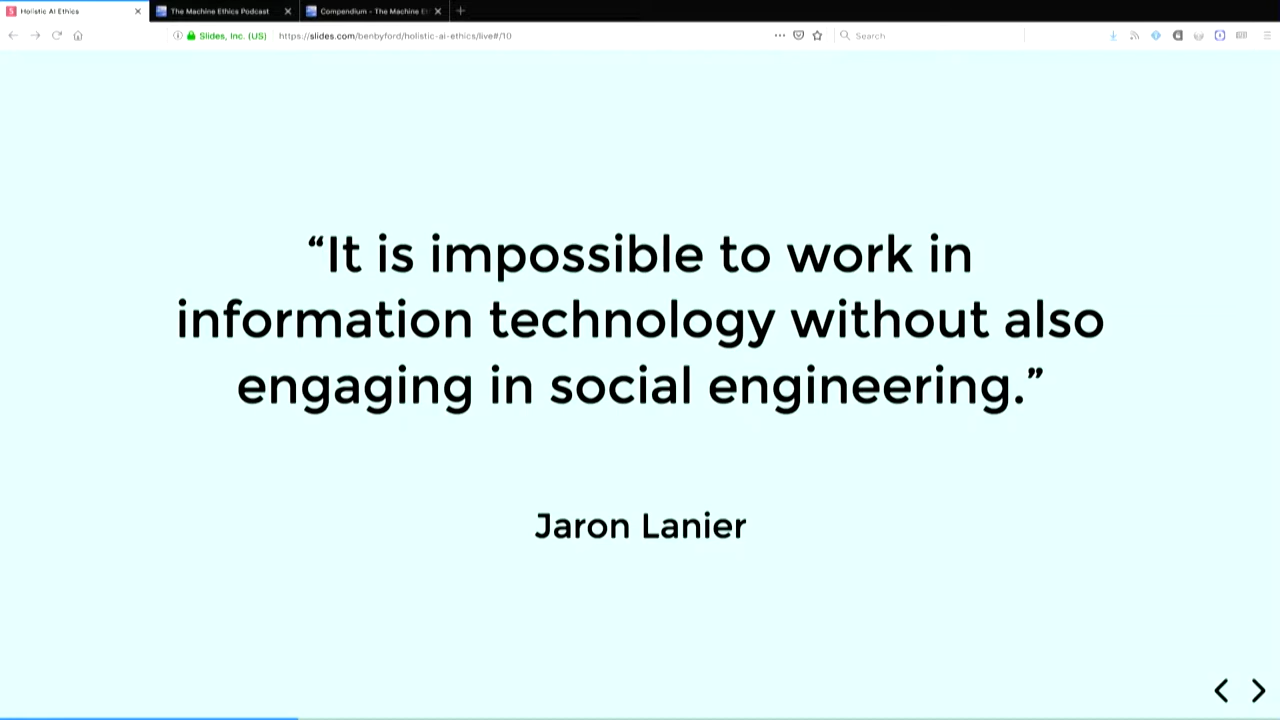 Holistic AI Ethics
The Machine Ethics Podcast
Compendium - The Machine Et
Slides, Inc. (US)
https://slides.com/benbyford/holistic-ai-ethics/live#/10
Search
“It is impossible to work in
information technology without also
engaging in social engineering.”
Jaron Lanier